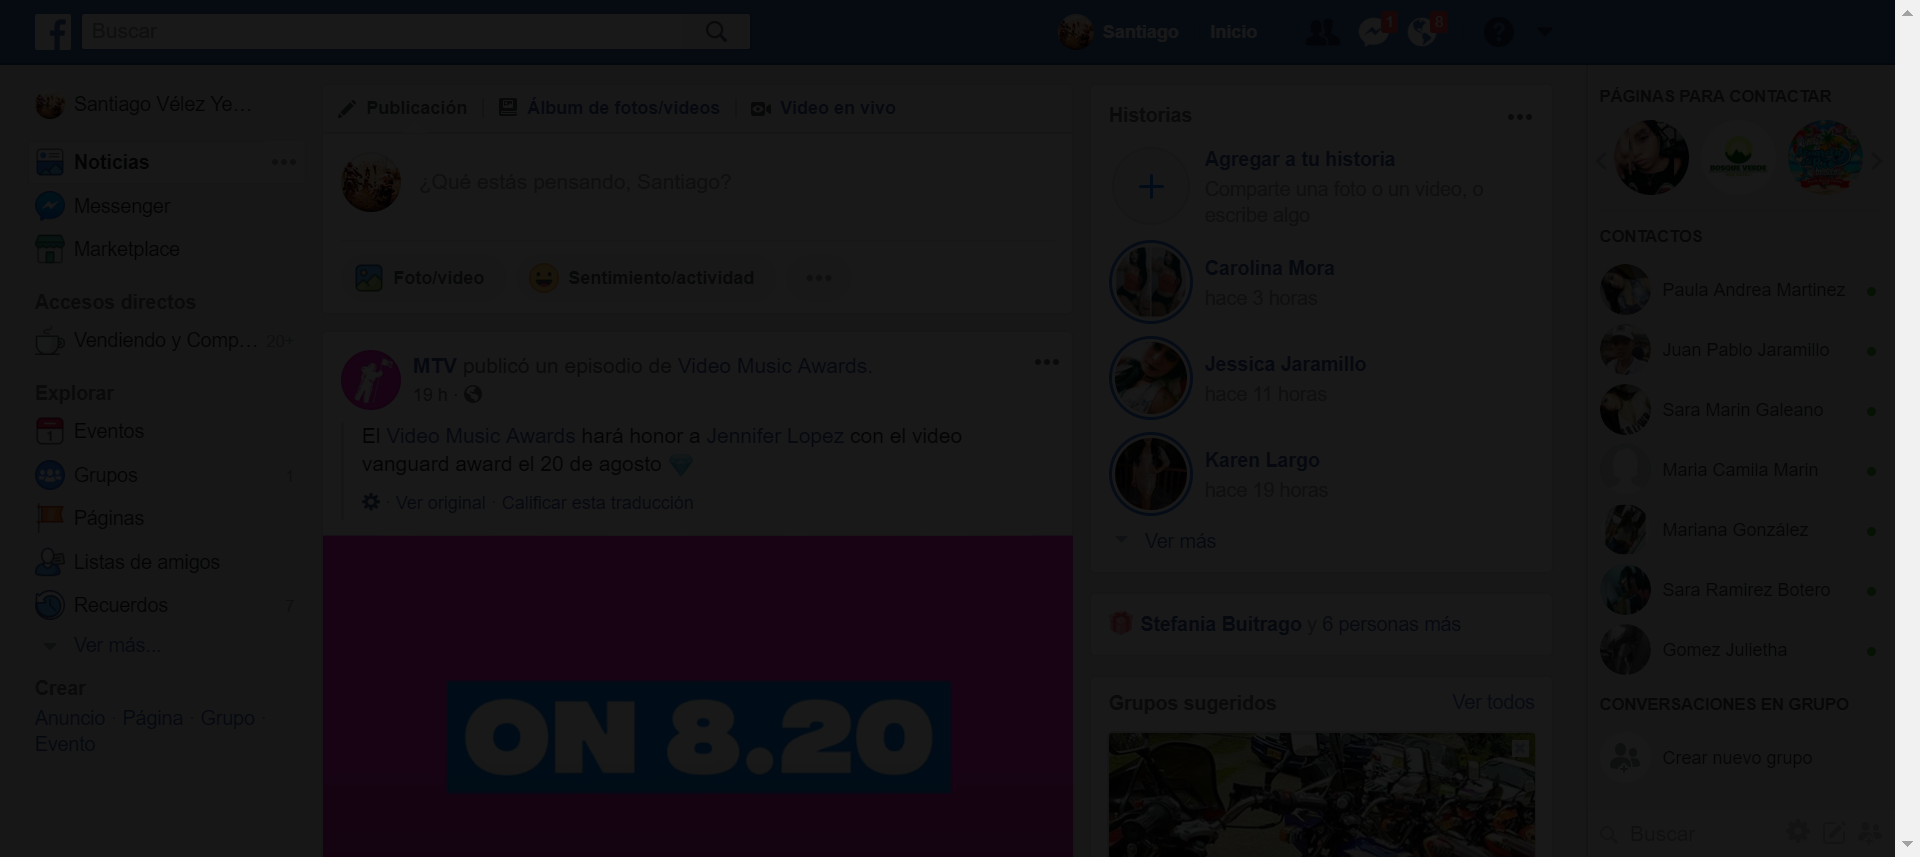 Buscar
Santiago
Inicio
1
8
Santiago Vélez Ye...
Noticias
Messenger
Marketplace
Accesos directos
Vendiendo y Comp... 20+
Explorar
Eventos
Grupos 1
Páginas
Listas de amigos
Recuerdos 7
Ver más...
Crear
Anuncio · Página · Grupo ·
Evento
Publicación
Álbum de fotos/videos
Video en vivo
¿Qué estás pensando, Santiago?
Foto/video
Sentimiento/actividad
MTV publicó un episodio de Video Music Awards.
19 h ·
El Video Music Awards hará honor a Jennifer Lopez con el video
vanguard award el 20 de agosto
· Ver original · Calificar esta traducción
ON 8.20
Historias
Agregar a tu historia
Comparte una foto o un video, o
escribe algo
Carolina Mora
hace 3 horas
Jessica Jaramillo
hace 11 horas
Karen Largo
hace 19 horas
Ver más
Stefania Buitrago y 6 personas más
Grupos sugeridos
Ver todos
PÁGINAS PARA CONTACTAR
CONTACTOS
Paula Andrea Martinez
Juan Pablo Jaramillo
Sara Marin Galeano
Maria Camila Marin
Mariana González
Sara Ramirez Botero
Gomez Julietha
CONVERSACIONES EN GRUPO
Crear nuevo grupo
Buscar